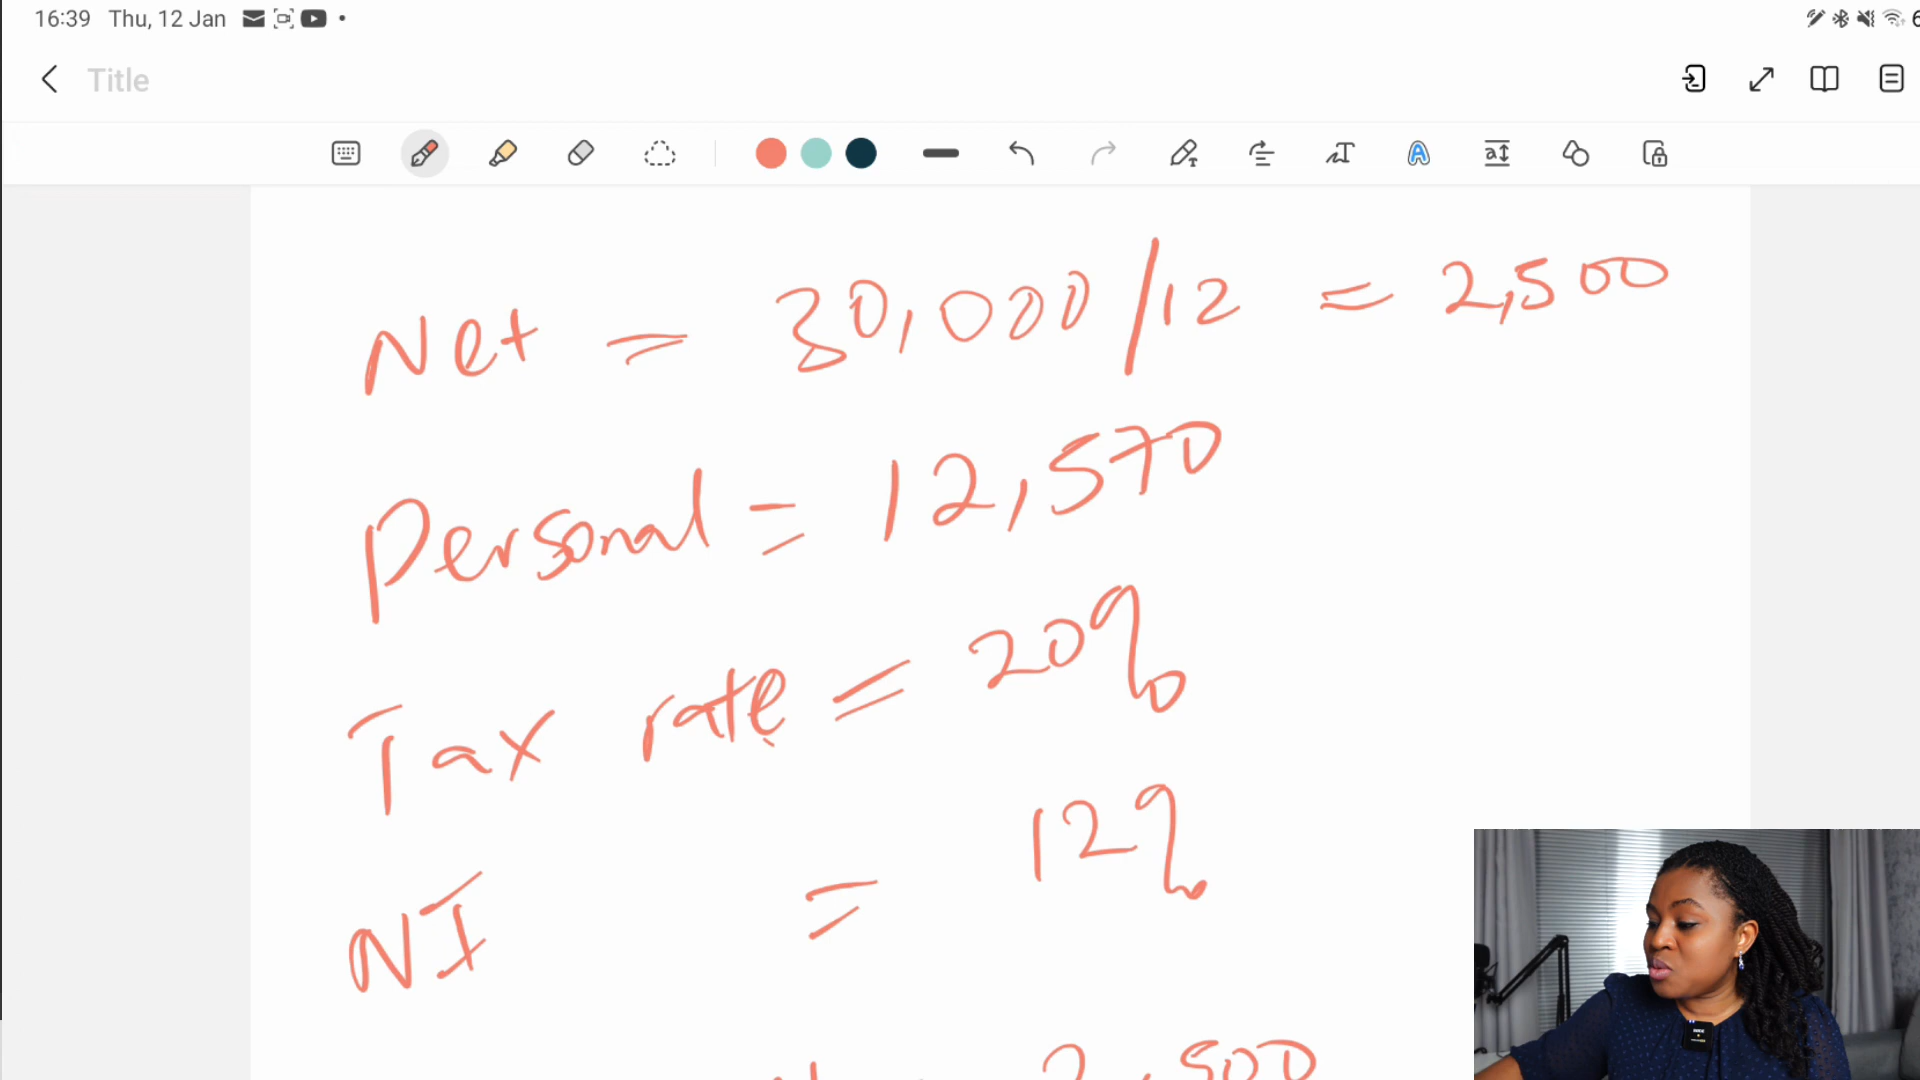 16:39 Thu, 12 Jan
Title
Net = 30,000/12 = 2,500
Personal = 12,570
Tax rate = 20%
NI = 12%